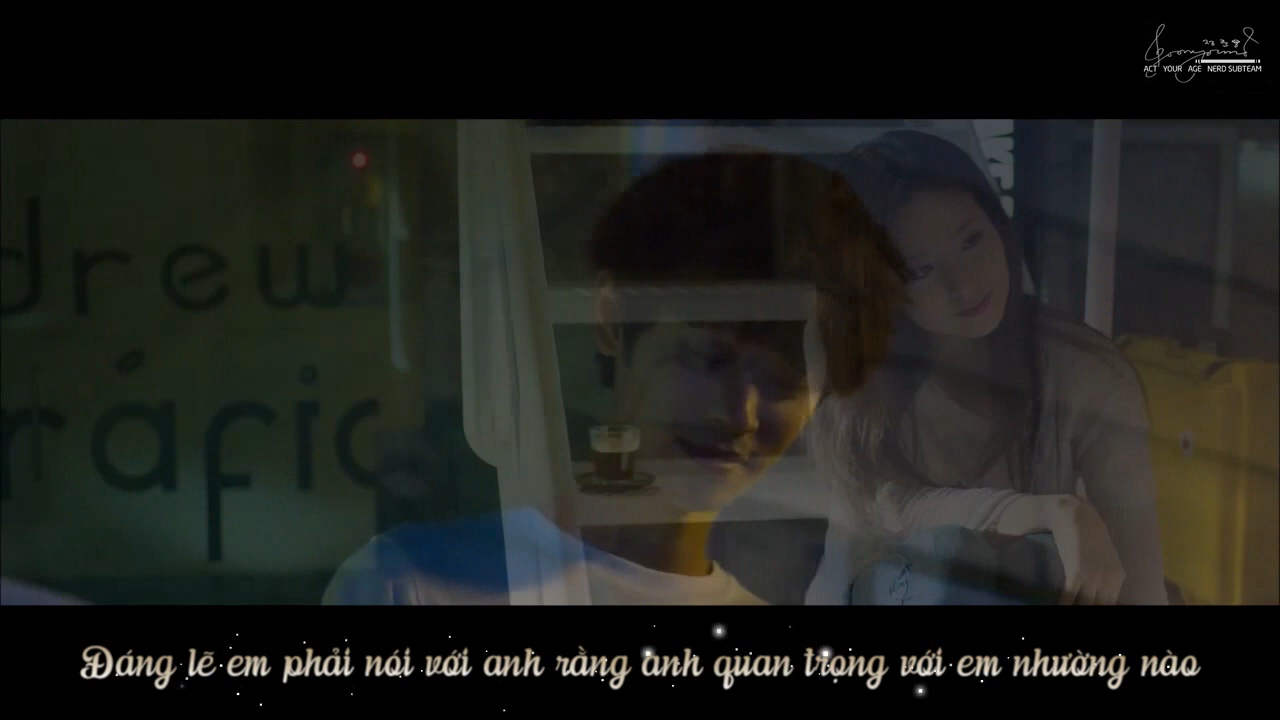 ACT YOUR AGE NERD SUBTEAM
drew
ráfic
Đáng lẽ em phải nói với anh rằng anh quan trọng với em nhường nào